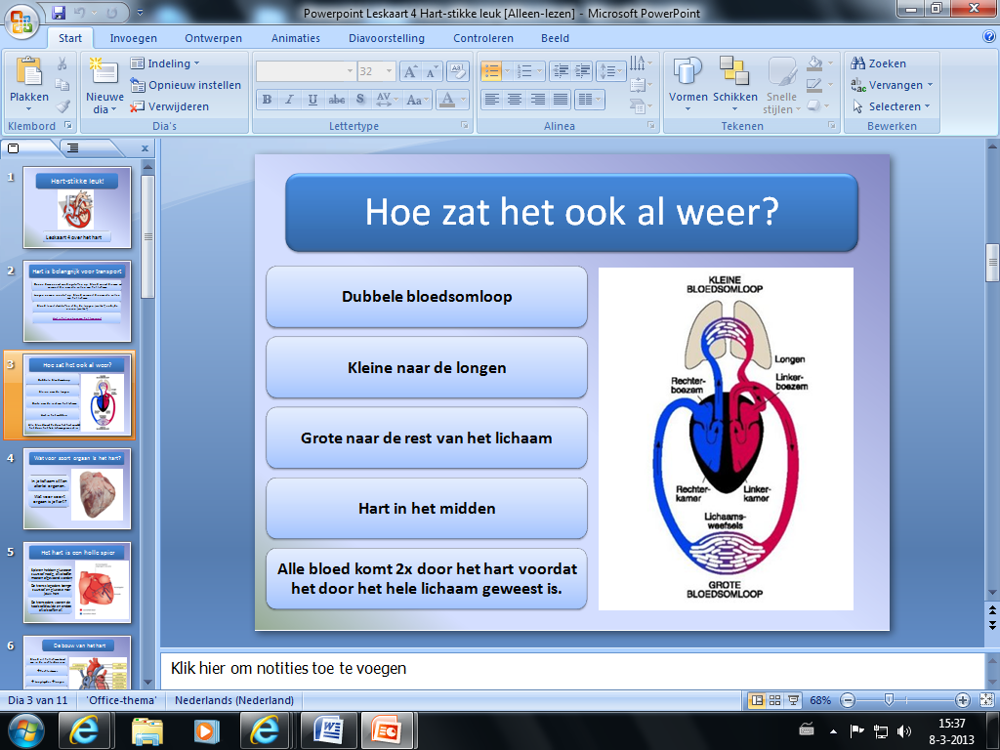 Powerpoint Leskaart 4 Hart-stikke leuk [Alleen-lezen] - Microsoft PowerPoint
Start Invoegen Ontwerpen Animaties Diavoorstelling Controleren Beeld
Plakken
Klembord
Nieuwe
dia
Indeling
Opnieuw instellen
Verwijderen
Dia's
32
B I U abe S AV Aa A
Lettertype
Alinea
Vormen Schikken Snelle
stijlen
Tekenen
Zoeken
Vervangen
Selecteren
Bewerken
1
Hart-stikke leuk!
Leskaart 4 over het hart
2
Hart is belangrijk voor transport
3
Hoe zat het ook al weer?
4
Wat voor soort orgaan is het hart?
5
Het hart is een holle spier
6
De bouw van het hart
Hoe zat het ook al weer?
Dubbele bloedsomloop
Kleine naar de longen
Grote naar de rest van het lichaam
Hart in het midden
Alle bloed komt 2x door het hart voordat
het door het hele lichaam geweest is.
KLEINE
BLOEDSOMLOOP
Longen
Rechter-
boezem
Linker-
boezem
Rechter-
kamer
Linker-
kamer
Lichaams-
weefsels
GROTE
BLOEDSOMLOOP
Klik hier om notities toe te voegen
Dia 3 van 11 'Office-thema' Nederlands (Nederland) 68%
15:37
8-3-2013